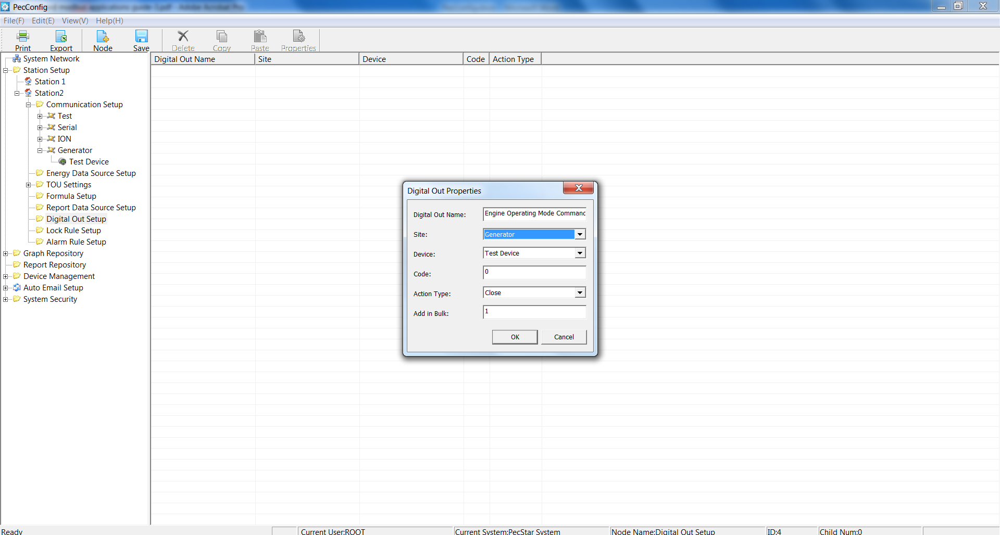 PecConfig
File(F) Edit(E) View(V) Help(H)
Print Export Node Save Delete Copy Paste Properties
System Network
Station Setup
Station 1
Station2
Communication Setup
Test
Serial
ION
Generator
Test Device
Energy Data Source Setup
TOU Settings
Formula Setup
Report Data Source Setup
Digital Out Setup
Lock Rule Setup
Alarm Rule Setup
Graph Repository
Report Repository
Device Management
Auto Email Setup
System Security
Digital Out Name Site Device Code Action Type
Digital Out Properties
Digital Out Name: Engine Operating Mode Command
Site: Generator
Device: Test Device
Code: 0
Action Type: Close
Add in Bulk: 1
OK Cancel
Ready Current User:ROOT Current System:PecStar System Node Name:Digital Out Setup ID:4 Child Num:0